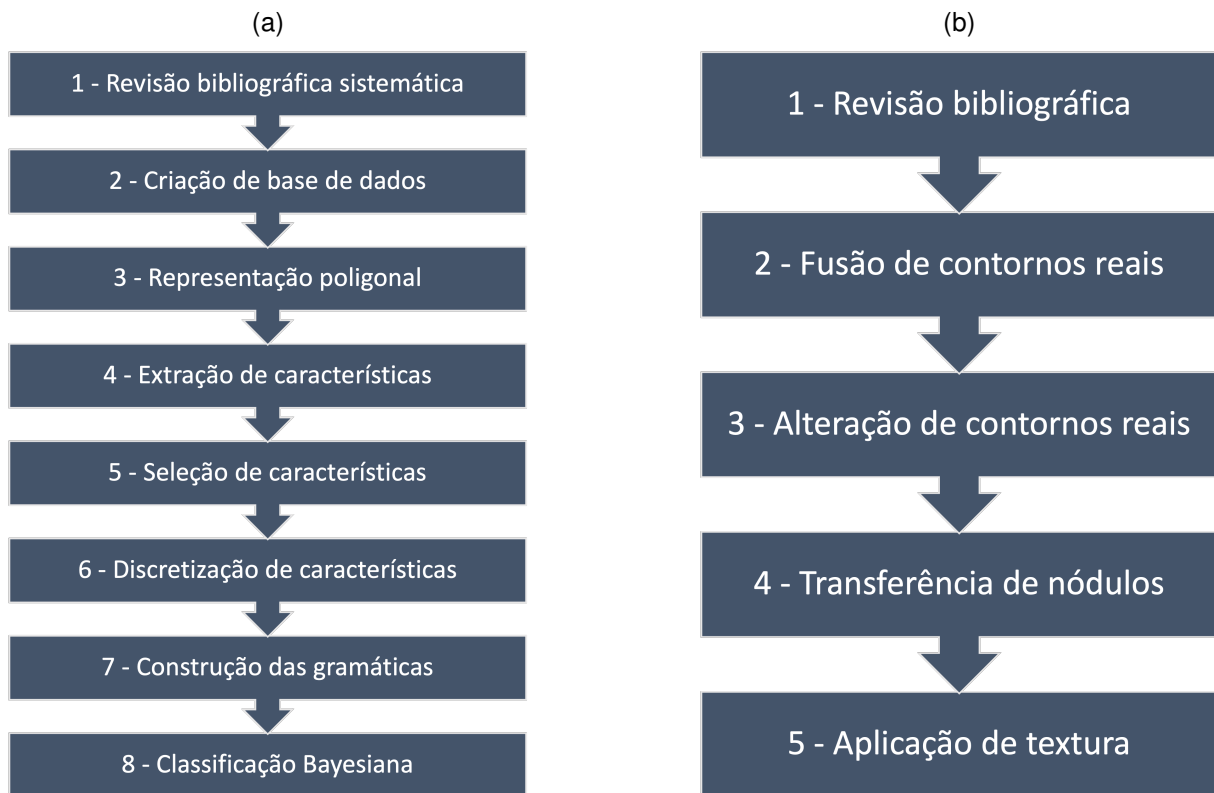 (a)
1 - Revisão bibliográfica sistemática
2 - Criação de base de dados
3 - Representação poligonal
4 - Extração de características
5 - Seleção de características
6 - Discretização de características
7 - Construção das gramáticas
8 - Classificação Bayesiana
(b)
1 - Revisão bibliográfica
2 - Fusão de contornos reais
3 - Alteração de contornos reais
4 - Transferência de nódulos
5 - Aplicação de textura